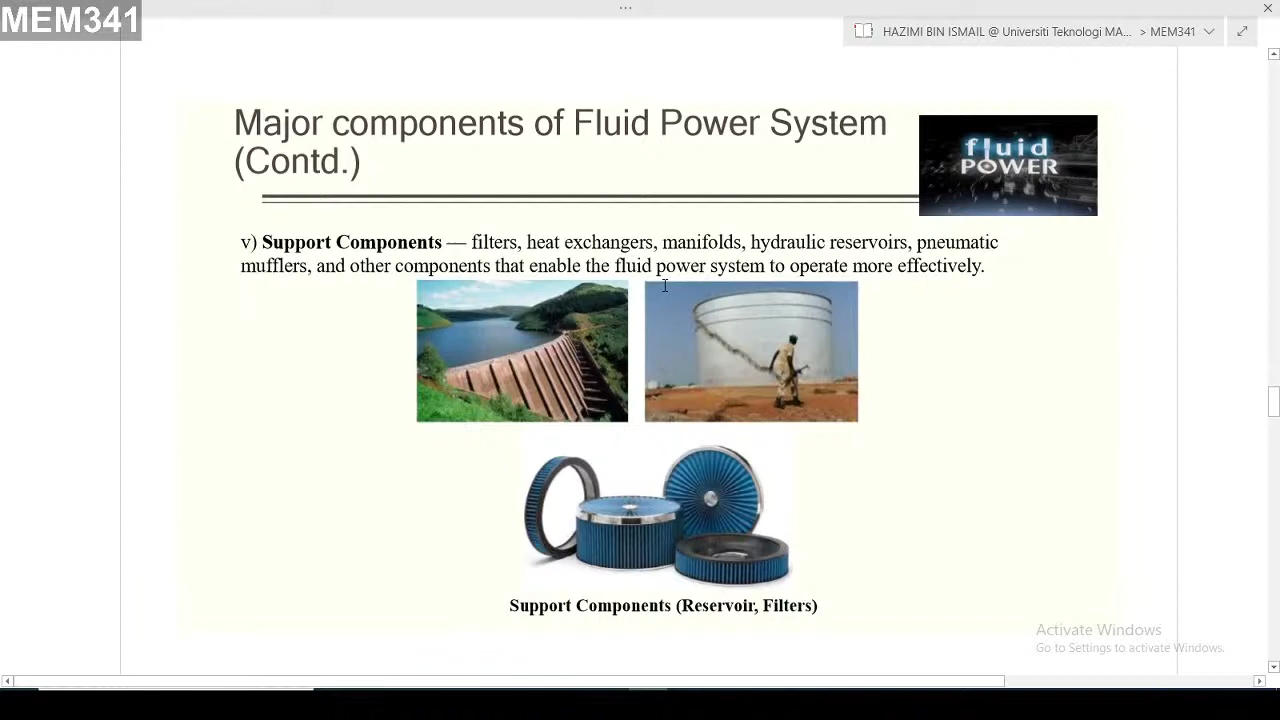 MEM341
HAZIMI BIN ISMAIL @ Universiti Teknologi MA... > MEM341
Major components of Fluid Power System
(Contd.)
fluid
POWER
v) Support Components — filters, heat exchangers, manifolds, hydraulic reservoirs, pneumatic
mufflers, and other components that enable the fluid power system to operate more effectively.
Support Components (Reservoir, Filters)
Activate Windows
Go to Settings to activate Windows.